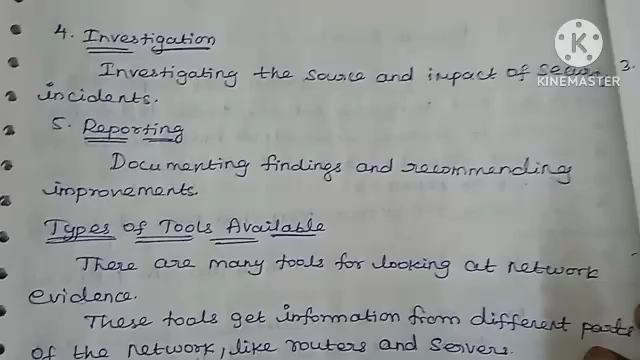 4. Investigation
Investigating the source and impact of
3.
incidents.
5. Reporting
Documenting findings and recommending
improvements.
Types of Tools Available
There are many tools for looking at network
evidence.
These tools get information from different parts
of the network, like routers and servers.
K
KINEMASTER